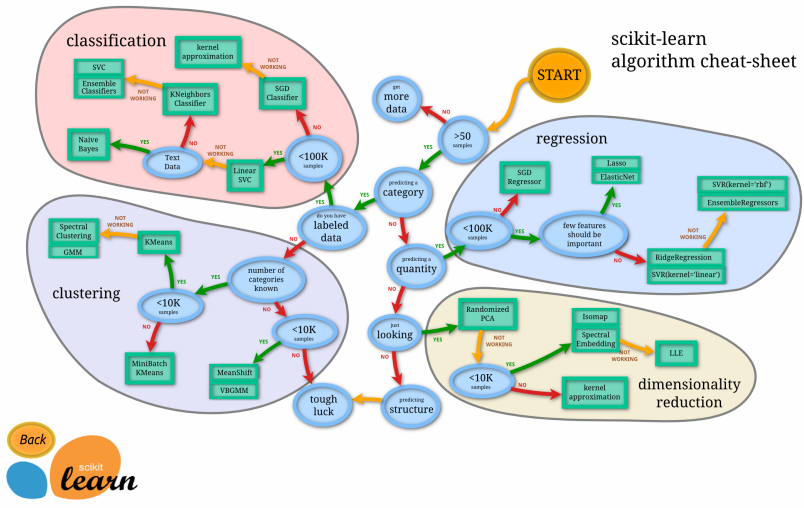 scikit-learn
algorithm cheat-sheet
START
>50
samples
NO
get
more
data
YES
predicting a
category
YES
NO
do you have
labeled
data
YES
NO
predicting a
quantity
YES
NO
just
looking
YES
NO
predicting
structure
tough
luck
classification
<100K
samples
YES
NO
Linear
SVC
NOT
WORKING
Text
Data
YES
NO
Naive
Bayes
KNeighbors
Classifier
NOT
WORKING
SVC
Ensemble
Classifiers
SGD
Classifier
NOT
WORKING
kernel
approximation
clustering
number of
categories
known
YES
NO
<10K
samples
YES
NO
KMeans
NOT
WORKING
Spectral
Clustering
GMM
MiniBatch
KMeans
<10K
samples
YES
NO
MeanShift
VBGMM
regression
<100K
samples
NO
YES
SGD
Regressor
few features
should be
important
YES
NO
Lasso
ElasticNet
RidgeRegression
SVR(kernel='linear')
NOT
WORKING
SVR(kernel='rbf')
EnsembleRegressors
dimensionality
reduction
Randomized
PCA
NOT
WORKING
<10K
samples
YES
NO
Isomap
Spectral
Embedding
NOT
WORKING
LLE
kernel
approximation
Back
scikit
learn